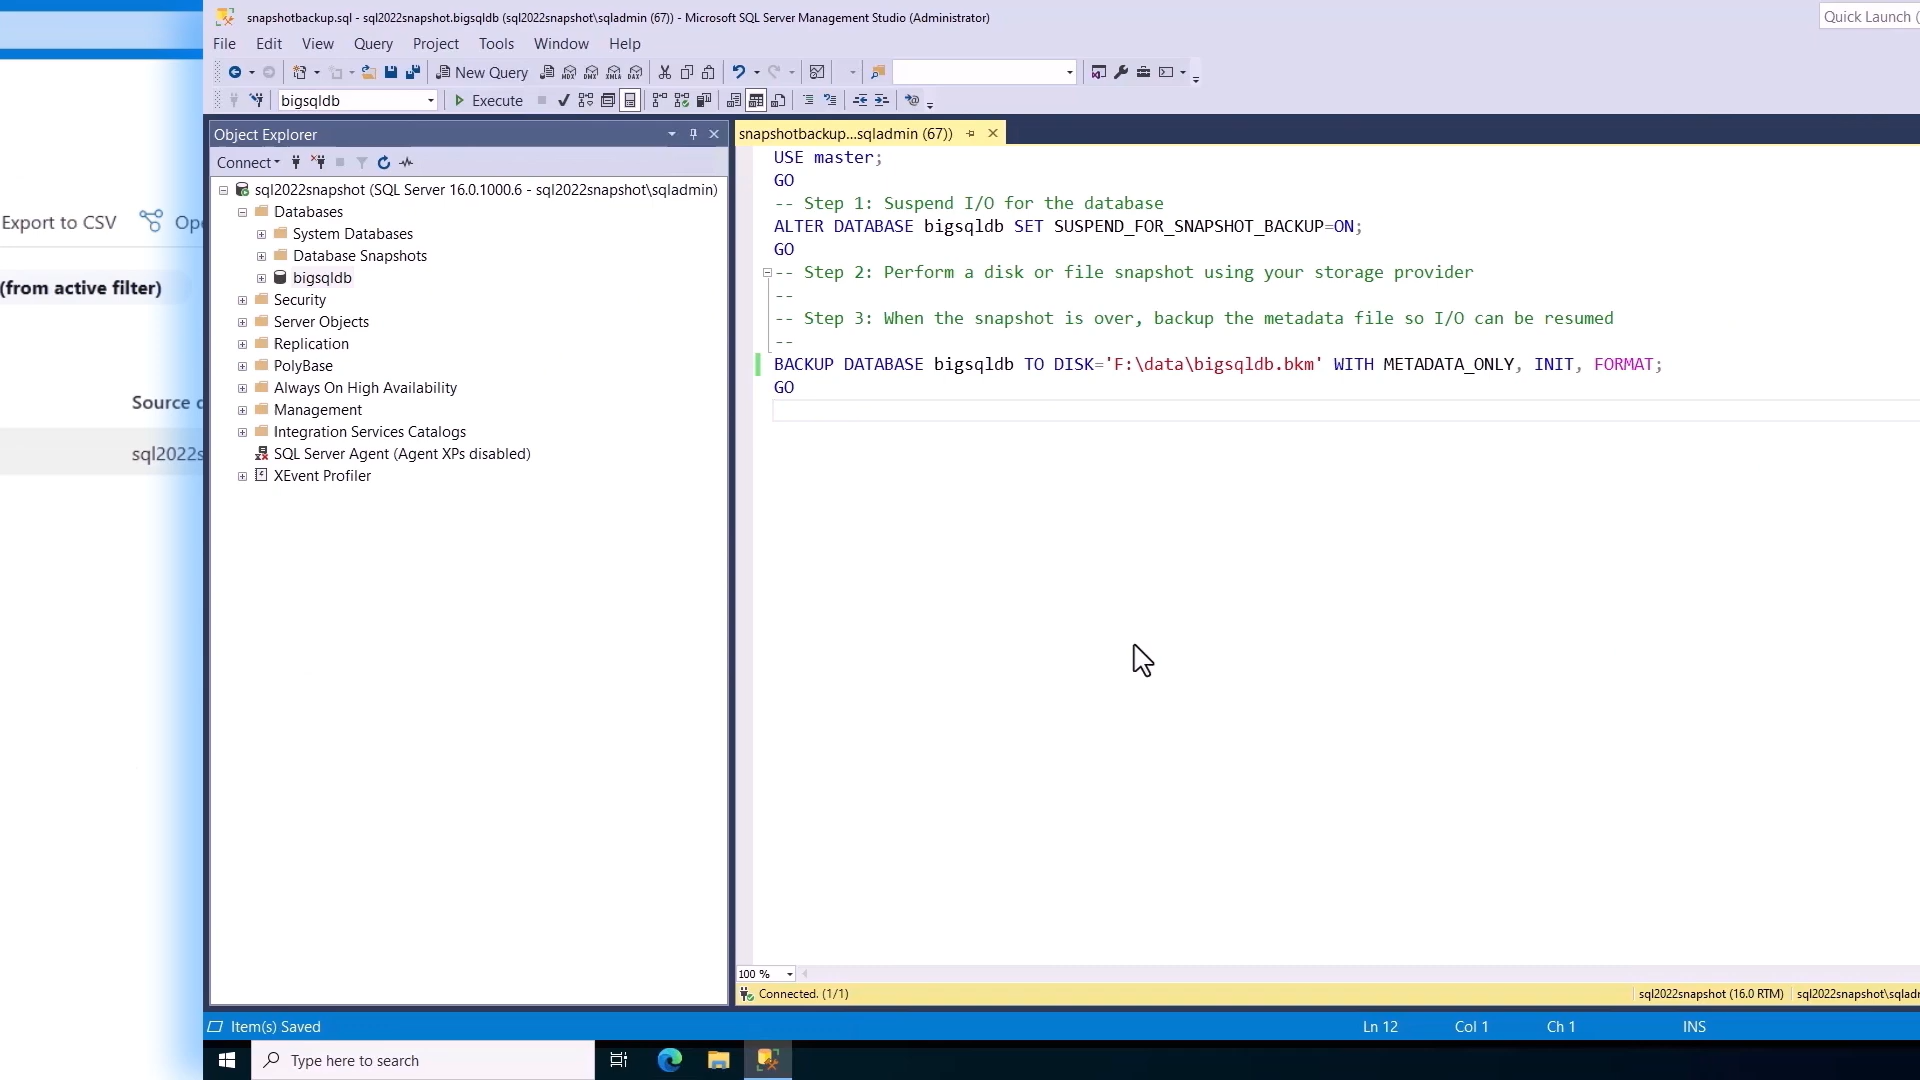 snapshotbackup.sql - sql2022snapshot.bigsqldb (sql2022snapshot\sqladmin (67)) - Microsoft SQL Server Management Studio (Administrator)
Quick Launch (
File Edit View Query Project Tools Window Help
New Query
bigsqldb
Execute
Object Explorer
Connect
sql2022snapshot (SQL Server 16.0.1000.6 - sql2022snapshot\sqladmin)
Databases
System Databases
Database Snapshots
bigsqldb
Security
Server Objects
Replication
PolyBase
Always On High Availability
Management
Integration Services Catalogs
SQL Server Agent (Agent XPs disabled)
XEvent Profiler
snapshotbackup...sqladmin (67))
USE master;
GO
-- Step 1: Suspend I/O for the database
ALTER DATABASE bigsqldb SET SUSPEND_FOR_SNAPSHOT_BACKUP=ON;
GO
-- Step 2: Perform a disk or file snapshot using your storage provider
--
-- Step 3: When the snapshot is over, backup the metadata file so I/O can be resumed
--
BACKUP DATABASE bigsqldb TO DISK='F:\data\bigsqldb.bkm' WITH METADATA_ONLY, INIT, FORMAT;
GO
100 %
Connected. (1/1)
sql2022snapshot (16.0 RTM)
sql2022snapshot\sqladm
Item(s) Saved
Ln 12
Col 1
Ch 1
INS
Type here to search
Export to CSV
Ope
(from active filter)
Source d
sql2022s